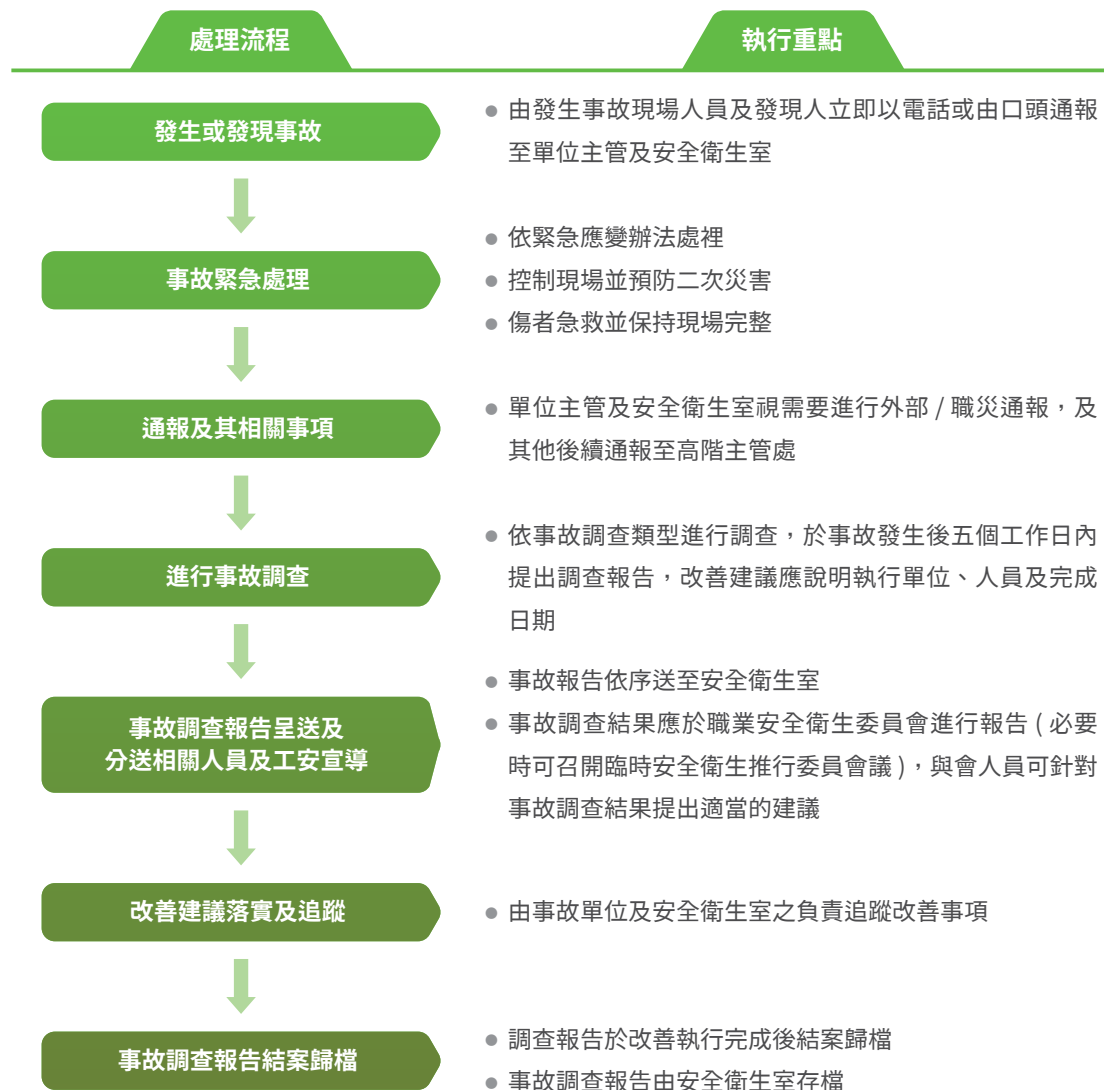 處理流程
執行重點
發生或發現事故
● 由發生事故現場人員及發現人立即以電話或由口頭通報
至單位主管及安全衛生室
事故緊急處理
● 依緊急應變辦法處裡
● 控制現場並預防二次災害
● 傷者急救並保持現場完整
通報及其相關事項
● 單位主管及安全衛生室視需要進行外部 / 職災通報，及
其他後續通報至高階主管處
進行事故調查
● 依事故調查類型進行調查，於事故發生後五個工作日內
提出調查報告，改善建議應說明執行單位、人員及完成
日期
事故調查報告呈送及
分送相關人員及工安宣導
● 事故報告依序送至安全衛生室
● 事故調查結果應於職業安全衛生委員會進行報告 ( 必要
時可召開臨時安全衛生推行委員會議 )，與會人員可針對
事故調查結果提出適當的建議
改善建議落實及追蹤
● 由事故單位及安全衛生室之負責追蹤改善事項
事故調查報告結案歸檔
● 調查報告於改善執行完成後結案歸檔
● 事故調查報告由安全衛生室存檔